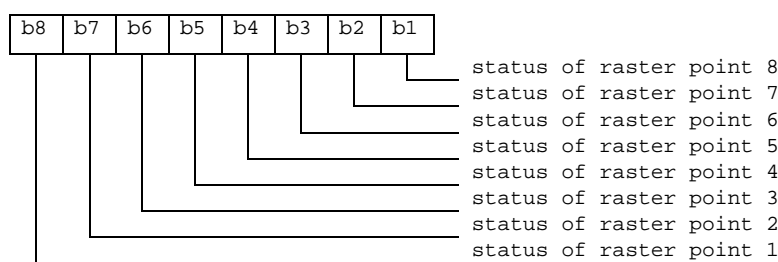 b8 b7 b6 b5 b4 b3 b2 b1
status of raster point 8
status of raster point 7
status of raster point 6
status of raster point 5
status of raster point 4
status of raster point 3
status of raster point 2
status of raster point 1